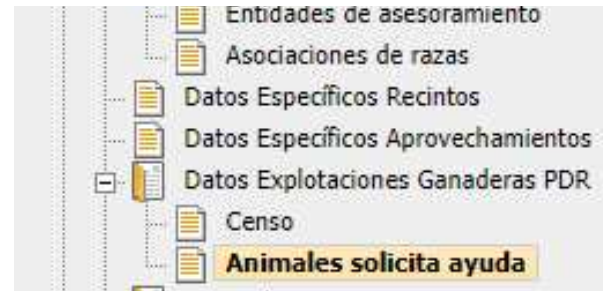 Entidades de asesoramiento
Asociaciones de razas
Datos Específicos Recintos
Datos Específicos Aprovechamientos
Datos Explotaciones Ganaderas PDR
Censo
Animales solicita ayuda